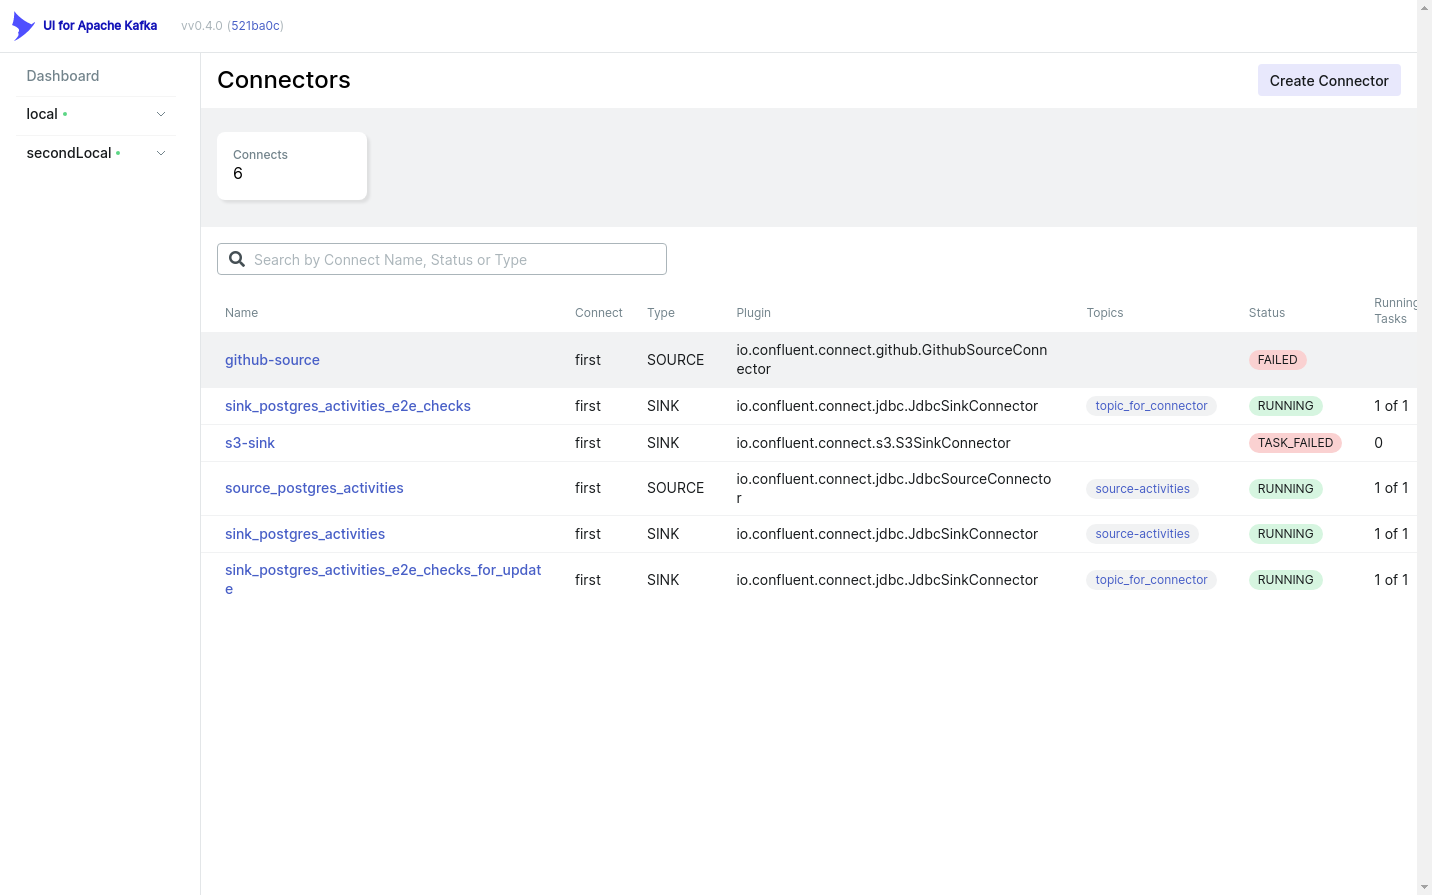 UI for Apache Kafka vv0.4.0 (521ba0c)
Dashboard
local
secondLocal
Connectors
Create Connector
Connects
6
Search by Connect Name, Status or Type
Name Connect Type Plugin Topics Status Running
Tasks
github-source first SOURCE io.confluent.connect.github.GithubSourceConn
ector FAILED
sink_postgres_activities_e2e_checks first SINK io.confluent.connect.jdbc.JdbcSinkConnector topic_for_connector RUNNING 1 of 1
s3-sink first SINK io.confluent.connect.s3.S3SinkConnector TASK_FAILED 0
source_postgres_activities first SOURCE io.confluent.connect.jdbc.JdbcSourceConnecto
r source-activities RUNNING 1 of 1
sink_postgres_activities first SINK io.confluent.connect.jdbc.JdbcSinkConnector source-activities RUNNING 1 of 1
sink_postgres_activities_e2e_checks_for_updat
e first SINK io.confluent.connect.jdbc.JdbcSinkConnector topic_for_connector RUNNING 1 of 1